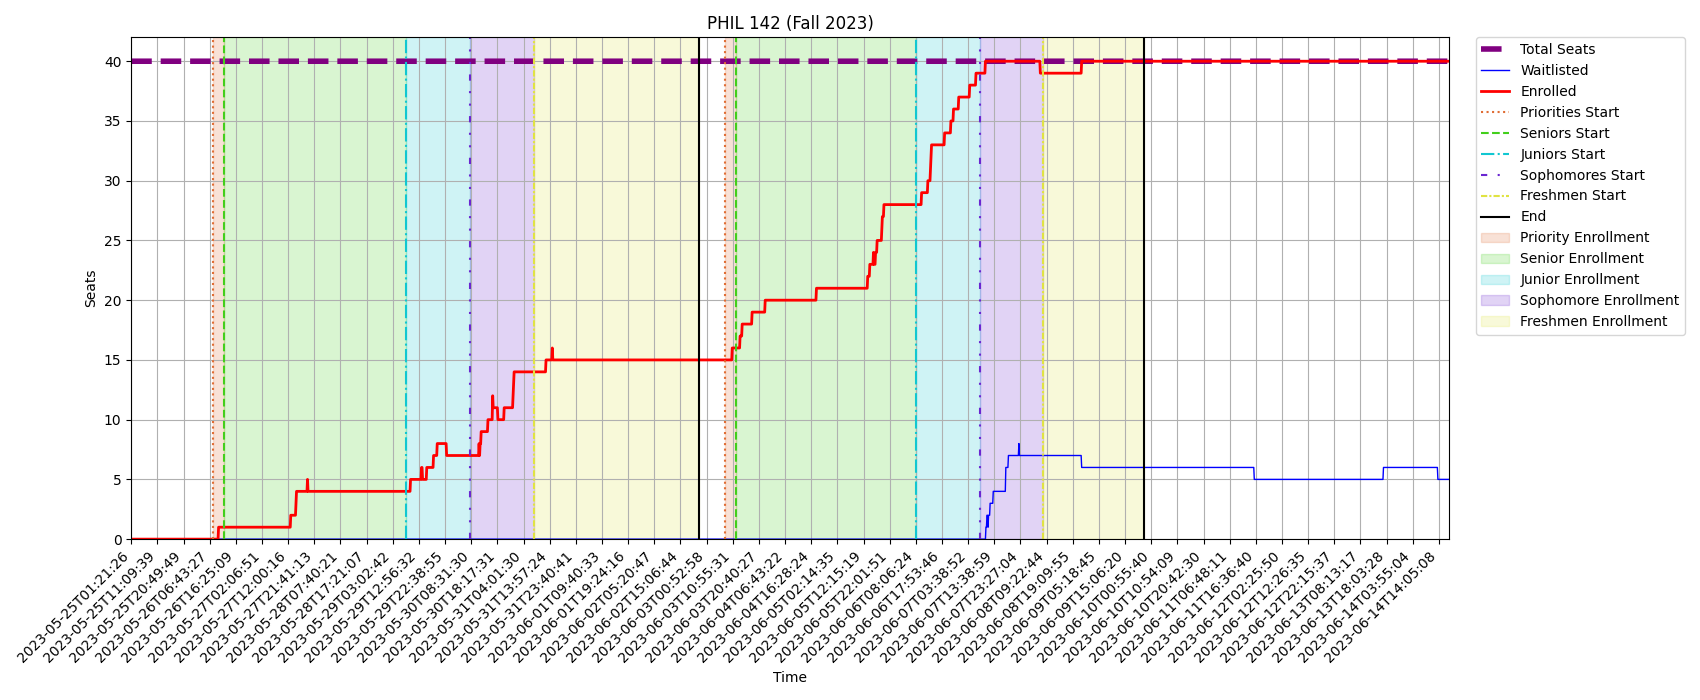 PHIL 142 (Fall 2023)
Seats
40
35
30
25
20
15
10
5
0
2023-05-25T01:21:26
2023-05-25T11:09:39
2023-05-25T20:49:49
2023-05-26T06:43:27
2023-05-26T16:25:09
2023-05-27T02:06:51
2023-05-27T12:00:16
2023-05-27T21:41:13
2023-05-28T07:40:21
2023-05-28T17:21:07
2023-05-29T03:02:42
2023-05-29T12:56:32
2023-05-29T22:38:55
2023-05-30T08:31:30
2023-05-30T18:17:31
2023-05-31T04:01:30
2023-05-31T13:57:24
2023-05-31T23:40:41
2023-06-01T09:40:33
2023-06-01T19:24:16
2023-06-02T05:20:47
2023-06-02T15:06:44
2023-06-03T00:52:58
2023-06-03T10:55:31
2023-06-03T20:40:27
2023-06-04T06:43:22
2023-06-04T16:28:24
2023-06-05T02:14:35
2023-06-05T12:15:19
2023-06-05T22:01:51
2023-06-06T08:06:24
2023-06-06T17:53:46
2023-06-07T03:38:52
2023-06-07T13:38:59
2023-06-07T23:27:04
2023-06-08T09:22:44
2023-06-08T19:09:55
2023-06-09T05:18:45
2023-06-09T15:06:20
2023-06-10T00:55:40
2023-06-10T10:54:09
2023-06-10T20:42:30
2023-06-11T06:48:11
2023-06-11T16:36:40
2023-06-12T02:25:50
2023-06-12T12:26:35
2023-06-12T22:15:37
2023-06-13T08:13:17
2023-06-13T18:03:28
2023-06-14T03:55:04
2023-06-14T14:05:08
Time
Total Seats
Waitlisted
Enrolled
Priorities Start
Seniors Start
Juniors Start
Sophomores Start
Freshmen Start
End
Priority Enrollment
Senior Enrollment
Junior Enrollment
Sophomore Enrollment
Freshmen Enrollment